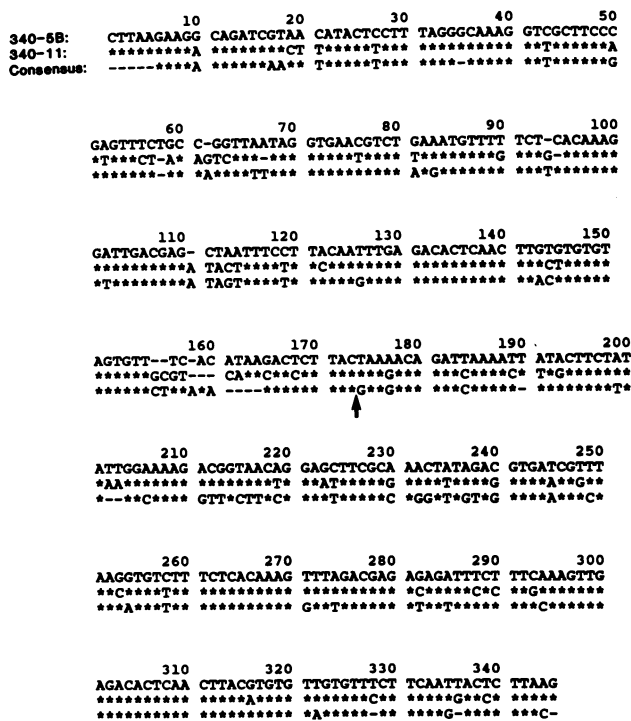 10 20 30 40 50
340-5B: CTTAAGAAGG CAGATCGTAA CATACTCCTT TAGGGCAAAG GTCGCTTCCC
340-11: *********A ********CT T*****T*** ********** **T******A
Consensus: -----****A ******AA** T*****T*** *****-**** **T******G
60 70 80 90 100
GAGTTTCTGC C-GGTTAATAG GTGAACGTCT GAAATGTTTT TCT-CACAAAG
*T***CT-A* AGTC***-*** *****T**** T********G ***G-*****
*******-** *A****TT*** ********** A*G******* ***T******
110 120 130 140 150
GATTGACGAG- CTAATTTCCT TACAATTTGA GACACTCAAC TTGTGTGTGT
**********A TACT****T* **C******* ********** ***CT*****
*T********A TAGT****T* *****G**** ********** **AC******
160 170 180 190 200
AGTGTT--TC-AC ATAAGACTCT TACTAAAACA GATTAAAATT ATACTTCTAT
******GCGT--- CA**C**C** ******G*** ****C****C T*G*******
******CT**A*A ----****** ***G**G*** ****C****- ********T*
210 220 230 240 250
ATTGGAAAAG ACGGTAACAG GAGCTTCGCA AACTATAGAC GTGATCGTTT
*AA******* *******T** **AT*****G ****T****G ****A**G**
*--**C**** GTT*CTT*C* ****T****C *GG*T*GT*G ****A***C*
260 270 280 290 300
AAGGTGTCTT TCTCACAAAG TTTAGACGAG AGAGATTTCT TTCAAAGTTG
**C****T** ********** ********** **C*****C*C **G*******
***A***T** ********** G**T****** **T**T**** ***C******
310 320 330 340
AGACACTCAA CTTACGTGTG TTGTGTTTCT TCAATTACTC TTAAG
********** ****A***** *****C**** *****G**C* *****
********** ********** *A*****-** ****G-**** ***C-